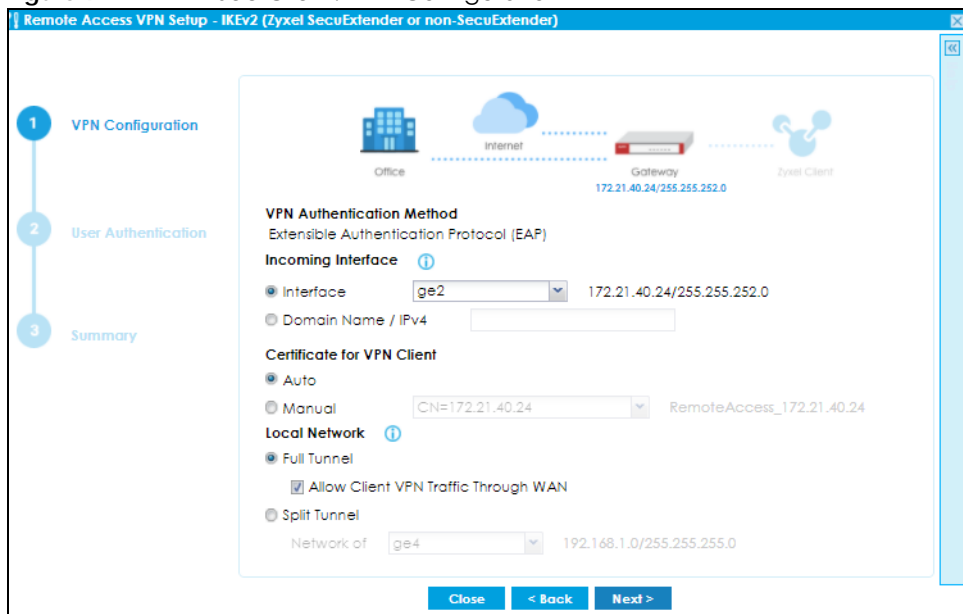 Remote Access VPN Setup - IKEv2 (Zyxel SecuExtender or non-SecuExtender)
1 VPN Configuration
2 User Authentication
3 Summary
Internet
Office
Gateway
Zyxel Client
172.21.40.24/255.255.252.0
VPN Authentication Method
Extensible Authentication Protocol (EAP)
Incoming Interface
Interface ge2 172.21.40.24/255.255.252.0
Domain Name / IPv4
Certificate for VPN Client
Auto
Manual CN=172.21.40.24 RemoteAccess_172.21.40.24
Local Network
Full Tunnel
Allow Client VPN Traffic Through WAN
Split Tunnel
Network of ge4 192.168.1.0/255.255.255.0
Close < Back Next >